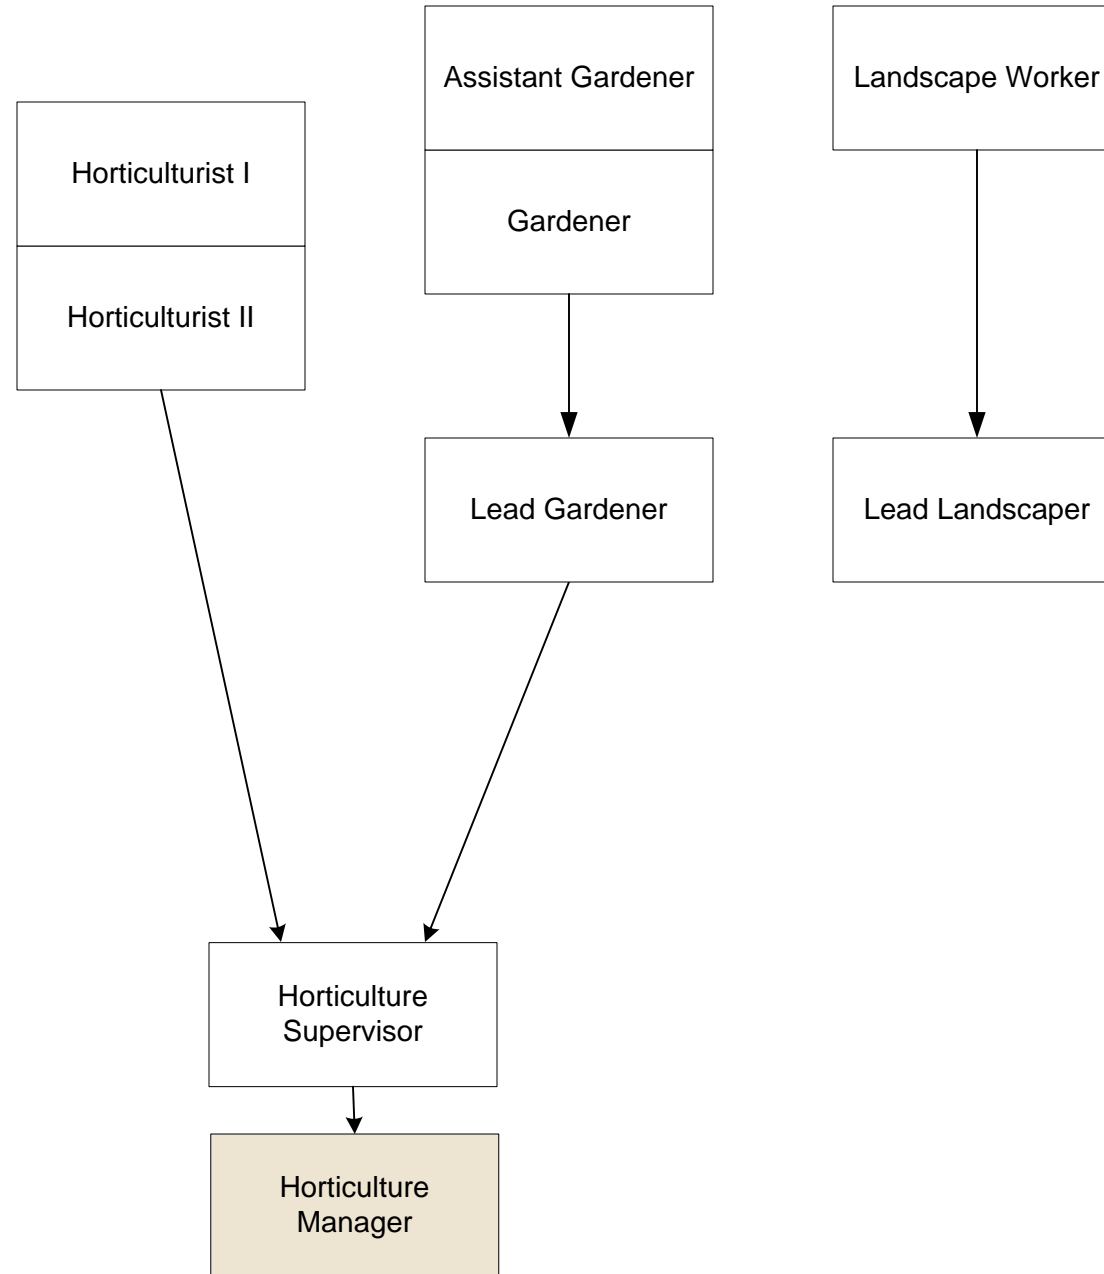 Assistant Gardener
Landscape Worker
Horticulturist I
Gardener
Horticulturist II
Lead Gardener
Lead Landscaper
Horticulture
Supervisor
Horticulture
Manager